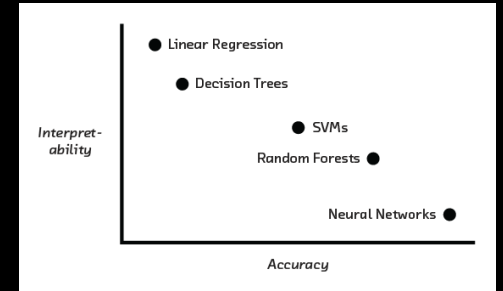 Linear Regression
Decision Trees
SVMs
Interpret-
ability
Random Forests
Neural Networks
Accuracy